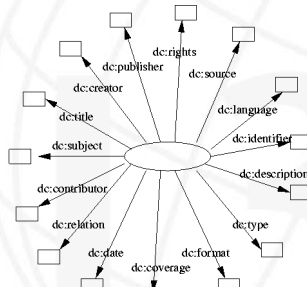 dc:rights
dc:publisher
dc:source
dc:creator
dc:language
dc:title
dc:identifier
dc:subject
dc:description
dc:contributor
dc:relation
dc:type
dc:date
dc:format
dc:coverage